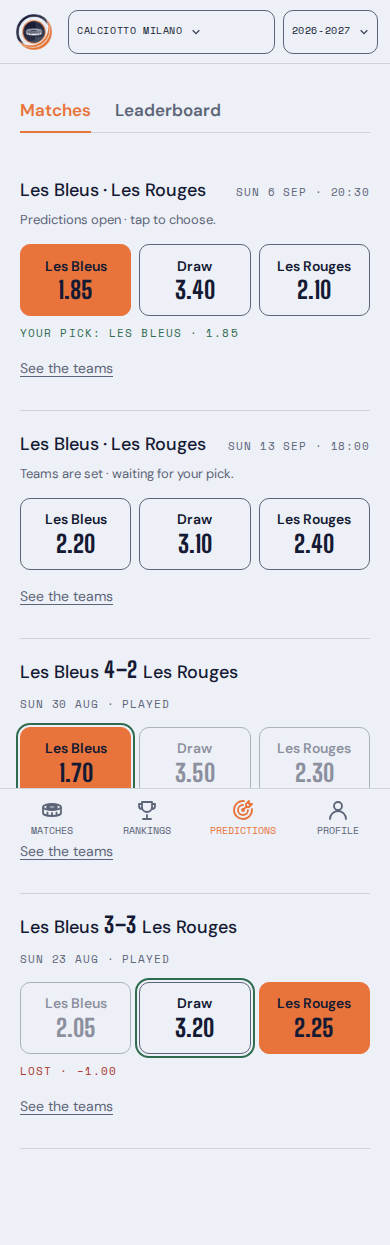 CALCIOTTO MILANO
2026-2027
Matches Leaderboard
Les Bleus · Les Rouges SUN 6 SEP · 20:30
Predictions open · tap to choose.
Les Bleus Draw Les Rouges
1.85 3.40 2.10
YOUR PICK: LES BLEUS · 1.85
See the teams
Les Bleus · Les Rouges SUN 13 SEP · 18:00
Teams are set · waiting for your pick.
Les Bleus Draw Les Rouges
2.20 3.10 2.40
See the teams
Les Bleus 4–2 Les Rouges
SUN 30 AUG · PLAYED
Les Bleus Draw Les Rouges
1.70 3.50 2.30
MATCHES RANKINGS PREDICTIONS PROFILE
See the teams
Les Bleus 3–3 Les Rouges
SUN 23 AUG · PLAYED
Les Bleus Draw Les Rouges
2.05 3.20 2.25
LOST · −1.00
See the teams